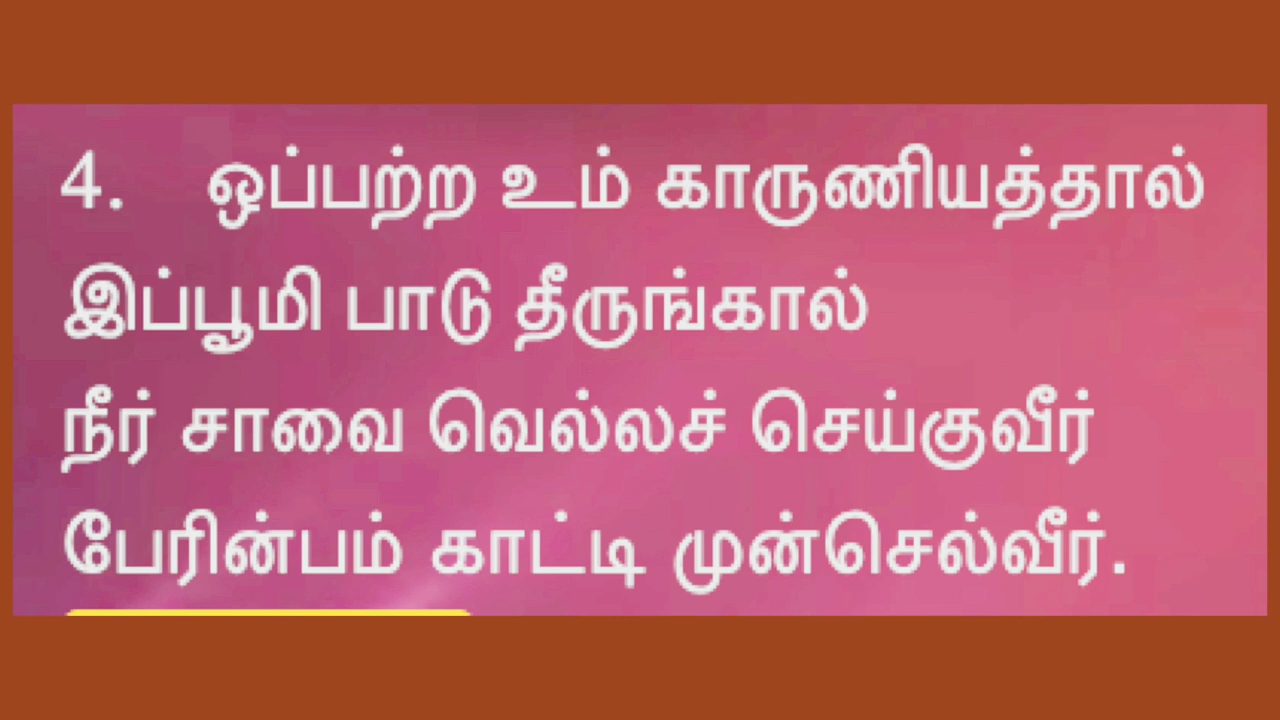 4. ஒப்பற்ற உம் காருணியத்தால்
இப்பூமி பாடு தீருங்கால்
நீர் சாவை வெல்லச் செய்குவீர்
பேரின்பம் காட்டி முன்செல்வீர்.